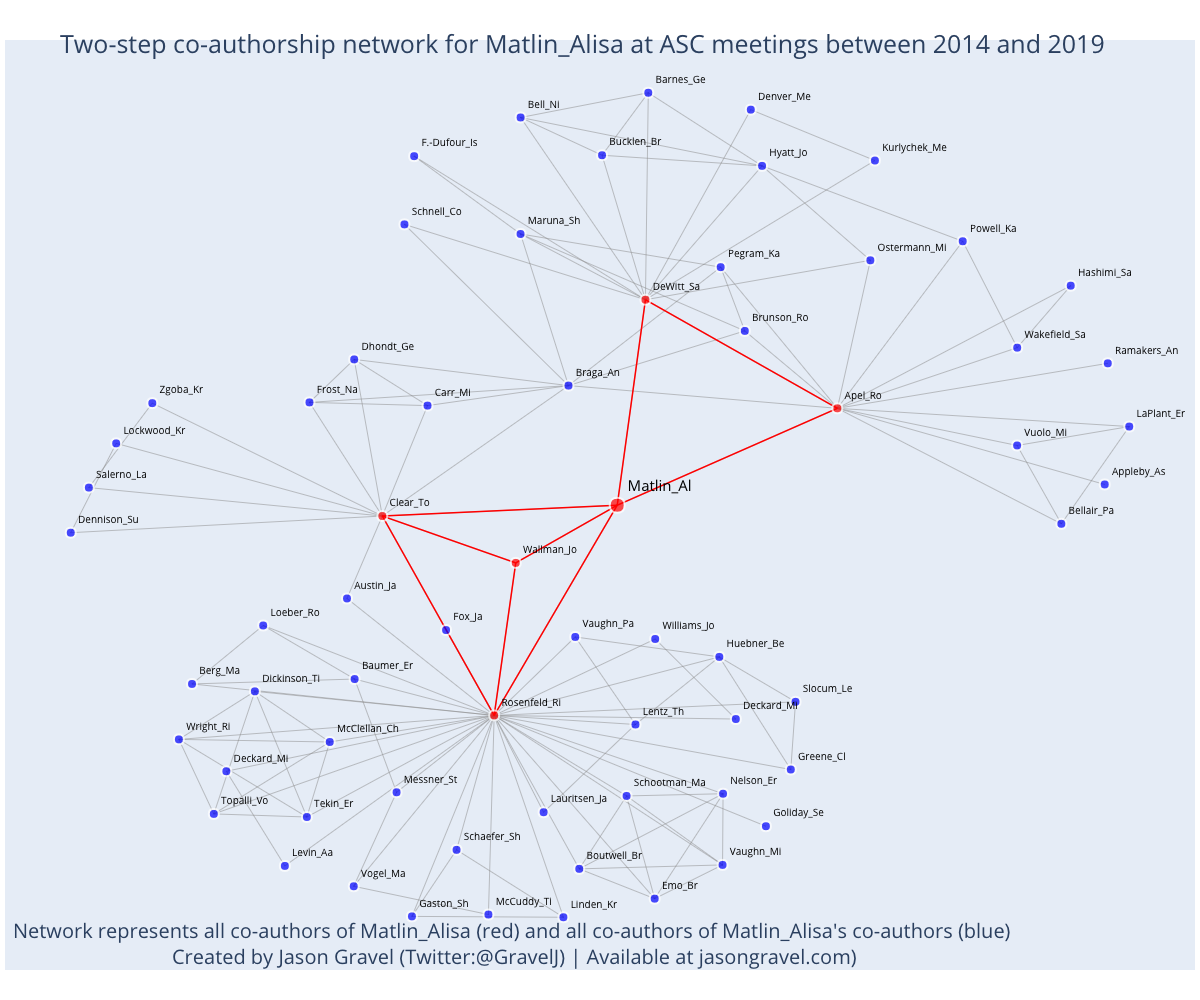 Two-step co-authorship network for Matlin_Alisa at ASC meetings between 2014 and 2019
Barnes_Ge
Denver_Me
Bell_Ni
F.-Dufour_Is
Bucklen_Br
Hyatt_Jo
Kurlychek_Me
Schnell_Co
Maruna_Sh
Powell_Ka
Ostermann_Mi
Pegram_Ka
Hashimi_Sa
DeWitt_Sa
Brunson_Ro
Wakefield_Sa
Dhondt_Ge
Ramakers_An
Braga_An
Zgoba_Kr
Frost_Na
Carr_Mi
Apel_Ro
LaPlant_Er
Lockwood_Kr
Vuolo_Mi
Salerno_La
Appleby_As
Matlin_Al
Clear_To
Bellair_Pa
Dennison_Su
Wallman_Jo
Austin_Ja
Loeber_Ro
Fox_Ja
Vaughn_Pa
Williams_Jo
Huebner_Be
Berg_Ma
Baumer_Er
Dickinson_Ti
Slocum_Le
Rosenfeld_Ri
Deckard_Mi
Lentz_Th
Wright_Ri
McClellan_Ch
Greene_Cl
Deckard_Mi
Messner_St
Schootman_Ma
Nelson_Er
Topalli_Vo
Tekin_Er
Lauritsen_Ja
Goliday_Se
Schaefer_Sh
Levin_Aa
Boutwell_Br
Vaughn_Mi
Vogel_Ma
Emo_Br
Gaston_Sh
McCuddy_Ti
Linden_Kr
Network represents all co-authors of Matlin_Alisa (red) and all co-authors of Matlin_Alisa's co-authors (blue)
Created by Jason Gravel (Twitter:@GravelJ) | Available at jasongravel.com)